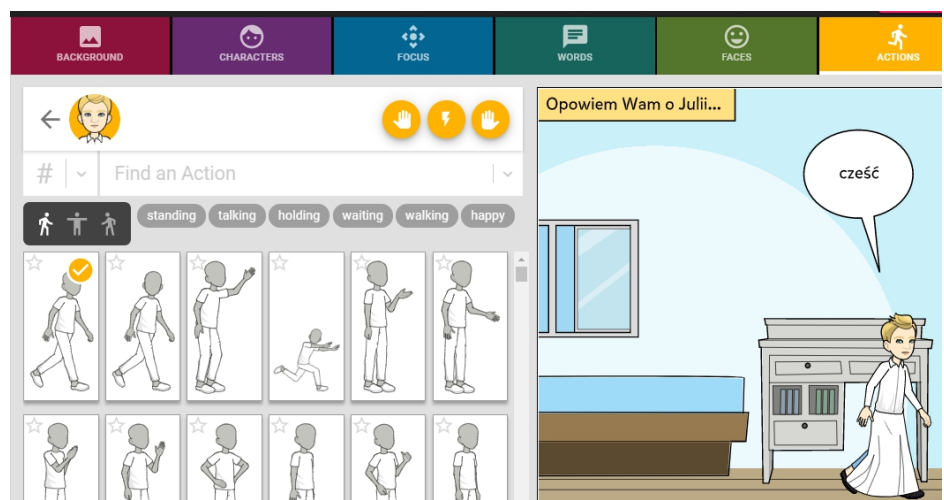 BACKGROUND
CHARACTERS
FOCUS
WORDS
FACES
ACTIONS
# Find an Action
standing talking holding waiting walking happy
Opowiem Wam o Julii...
cześć